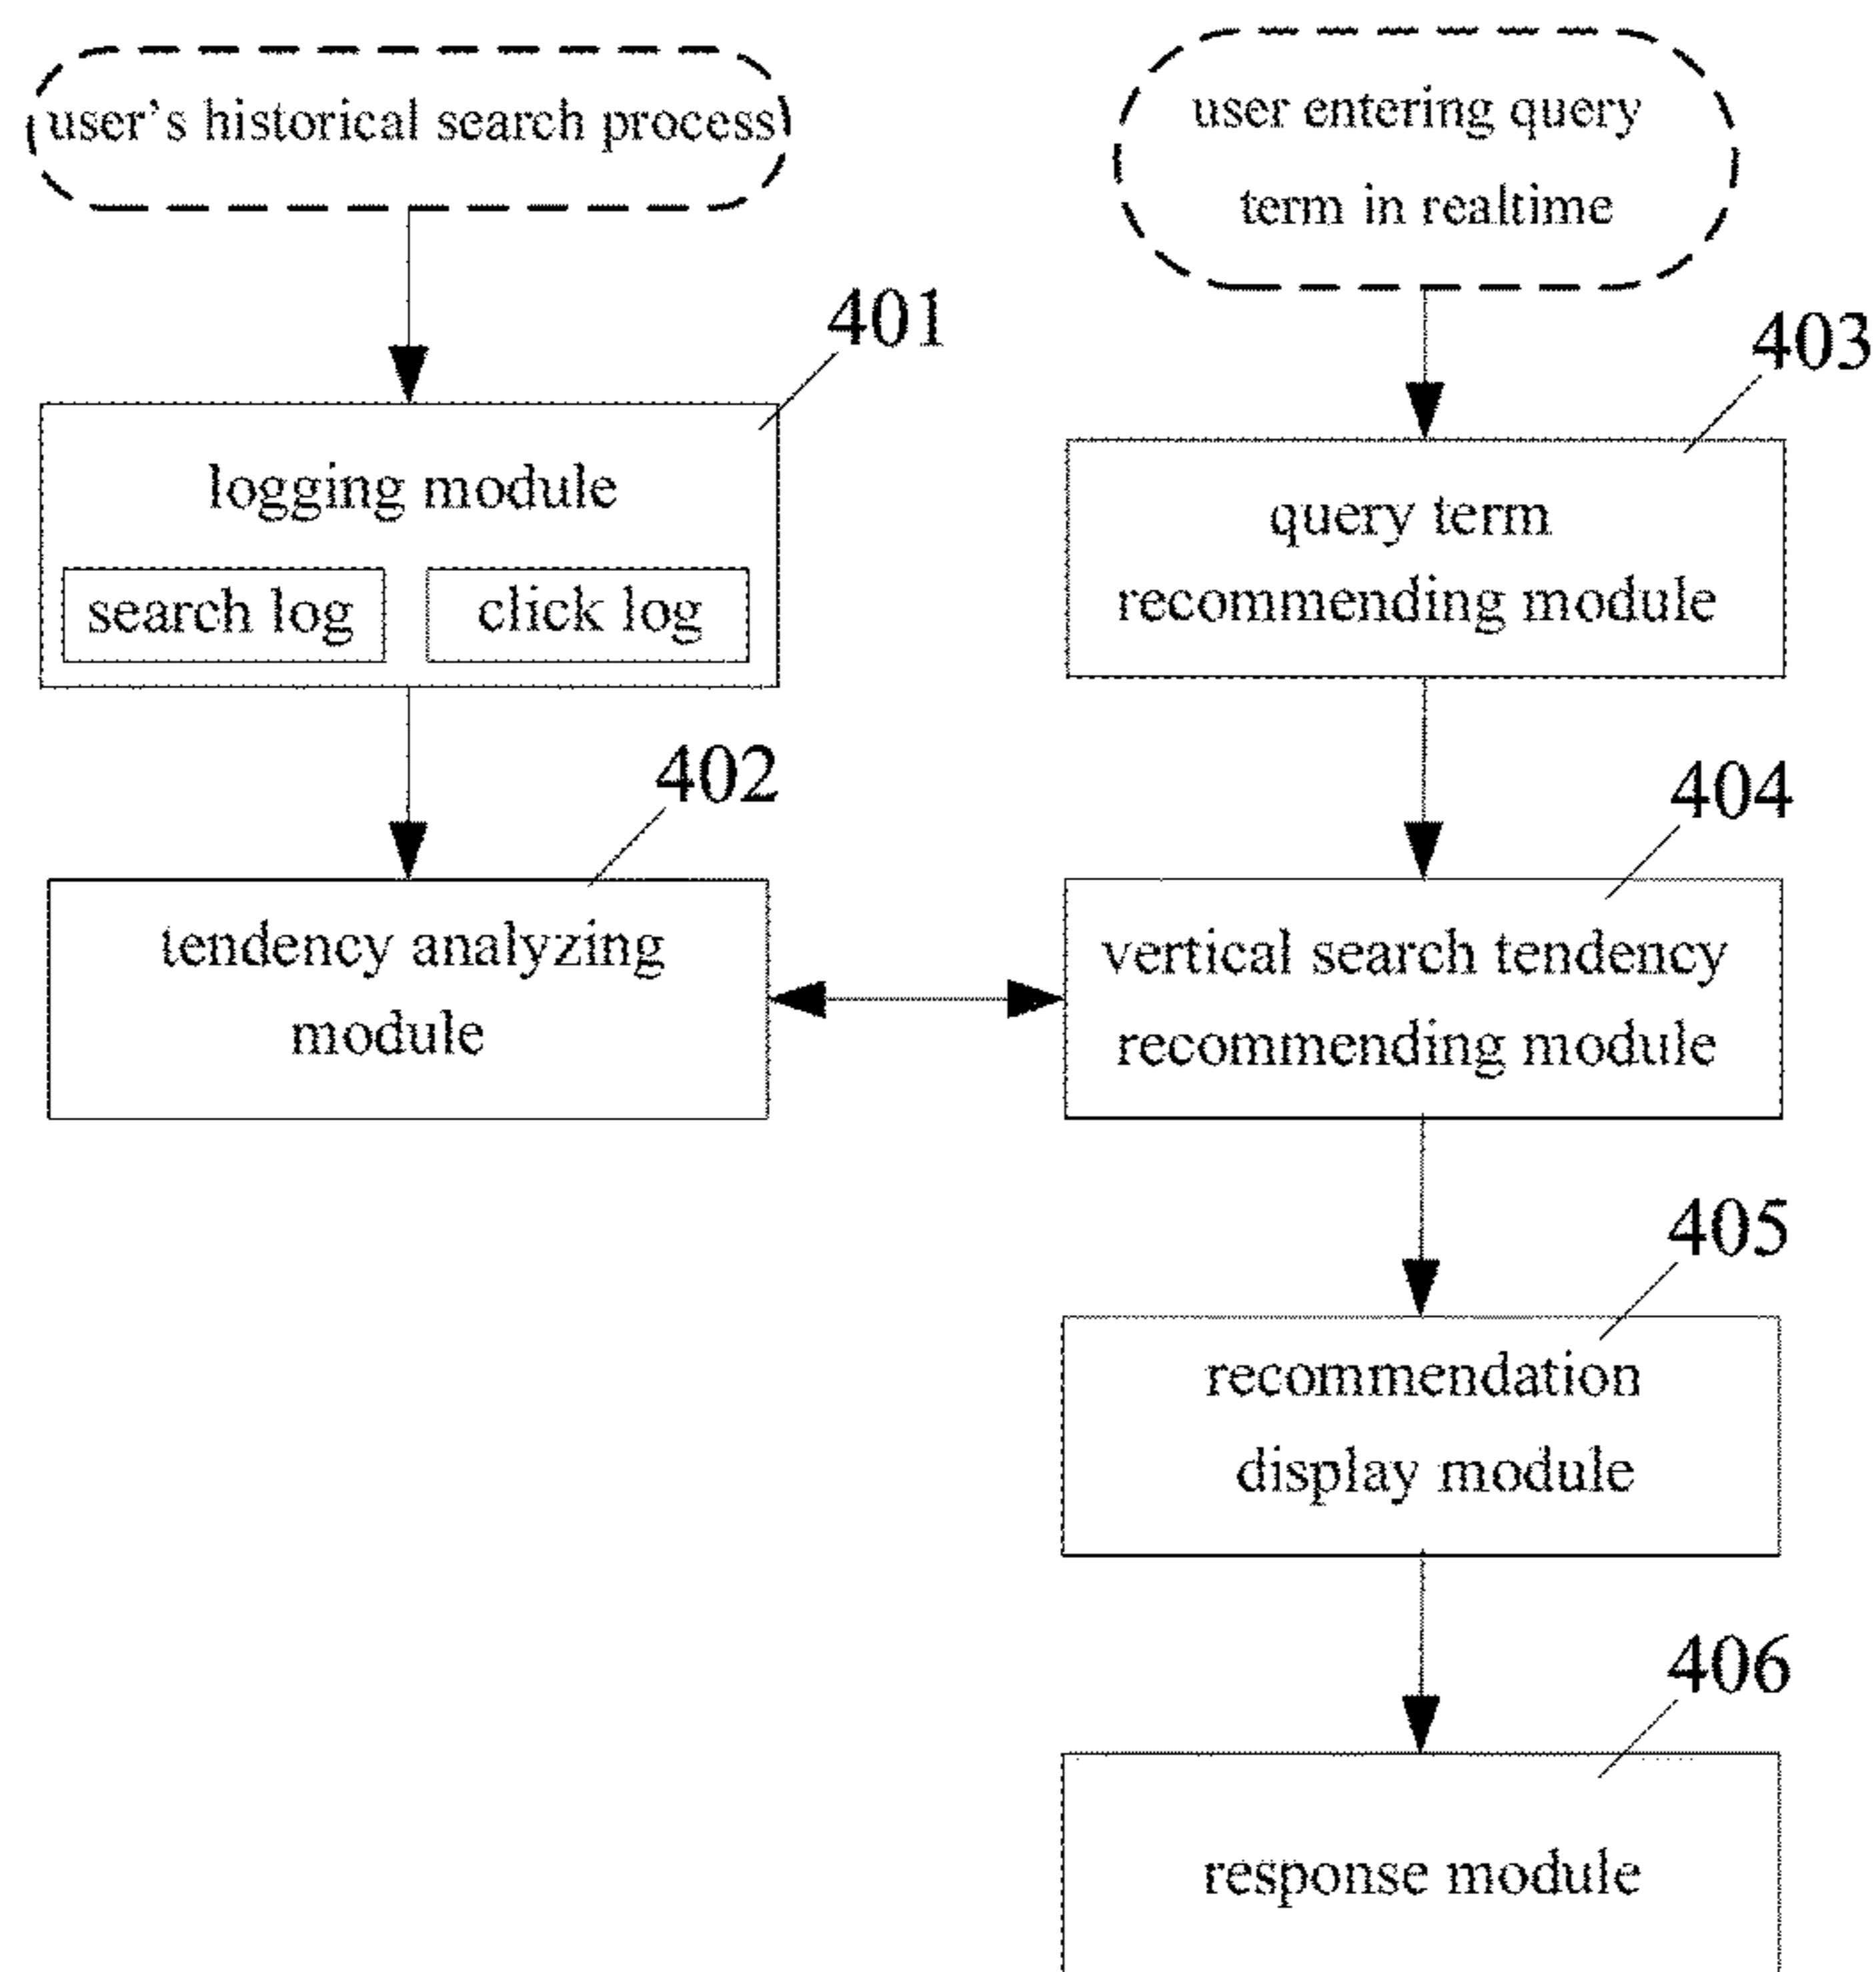 user's historical search process
user entering query
term in realtime
401
403
logging module
search log
click log
query term
recommending module
402
404
tendency analyzing
module
vertical search tendency
recommending module
405
recommendation
display module
406
response module